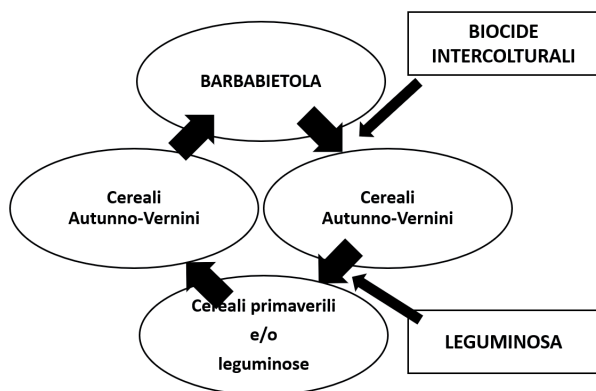 BIOCIDE
INTERCOLTURALI
BARBABIETOLA
Cereali
Autunno-Vernini
Cereali
Autunno-Vernini
Cereali primaverili
e/o
leguminose
LEGUMINOSA